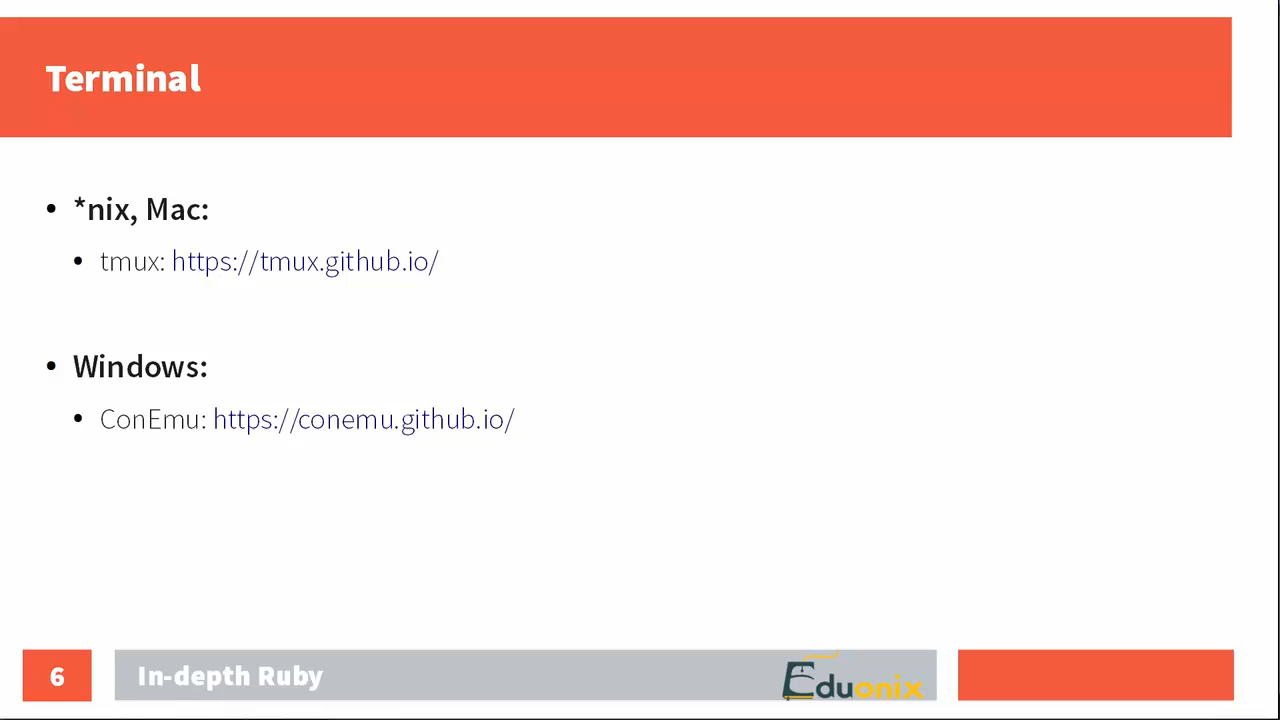 Terminal
• *nix, Mac:
• tmux: https://tmux.github.io/
• Windows:
• ConEmu: https://conemu.github.io/
6
In-depth Ruby
Eduonix